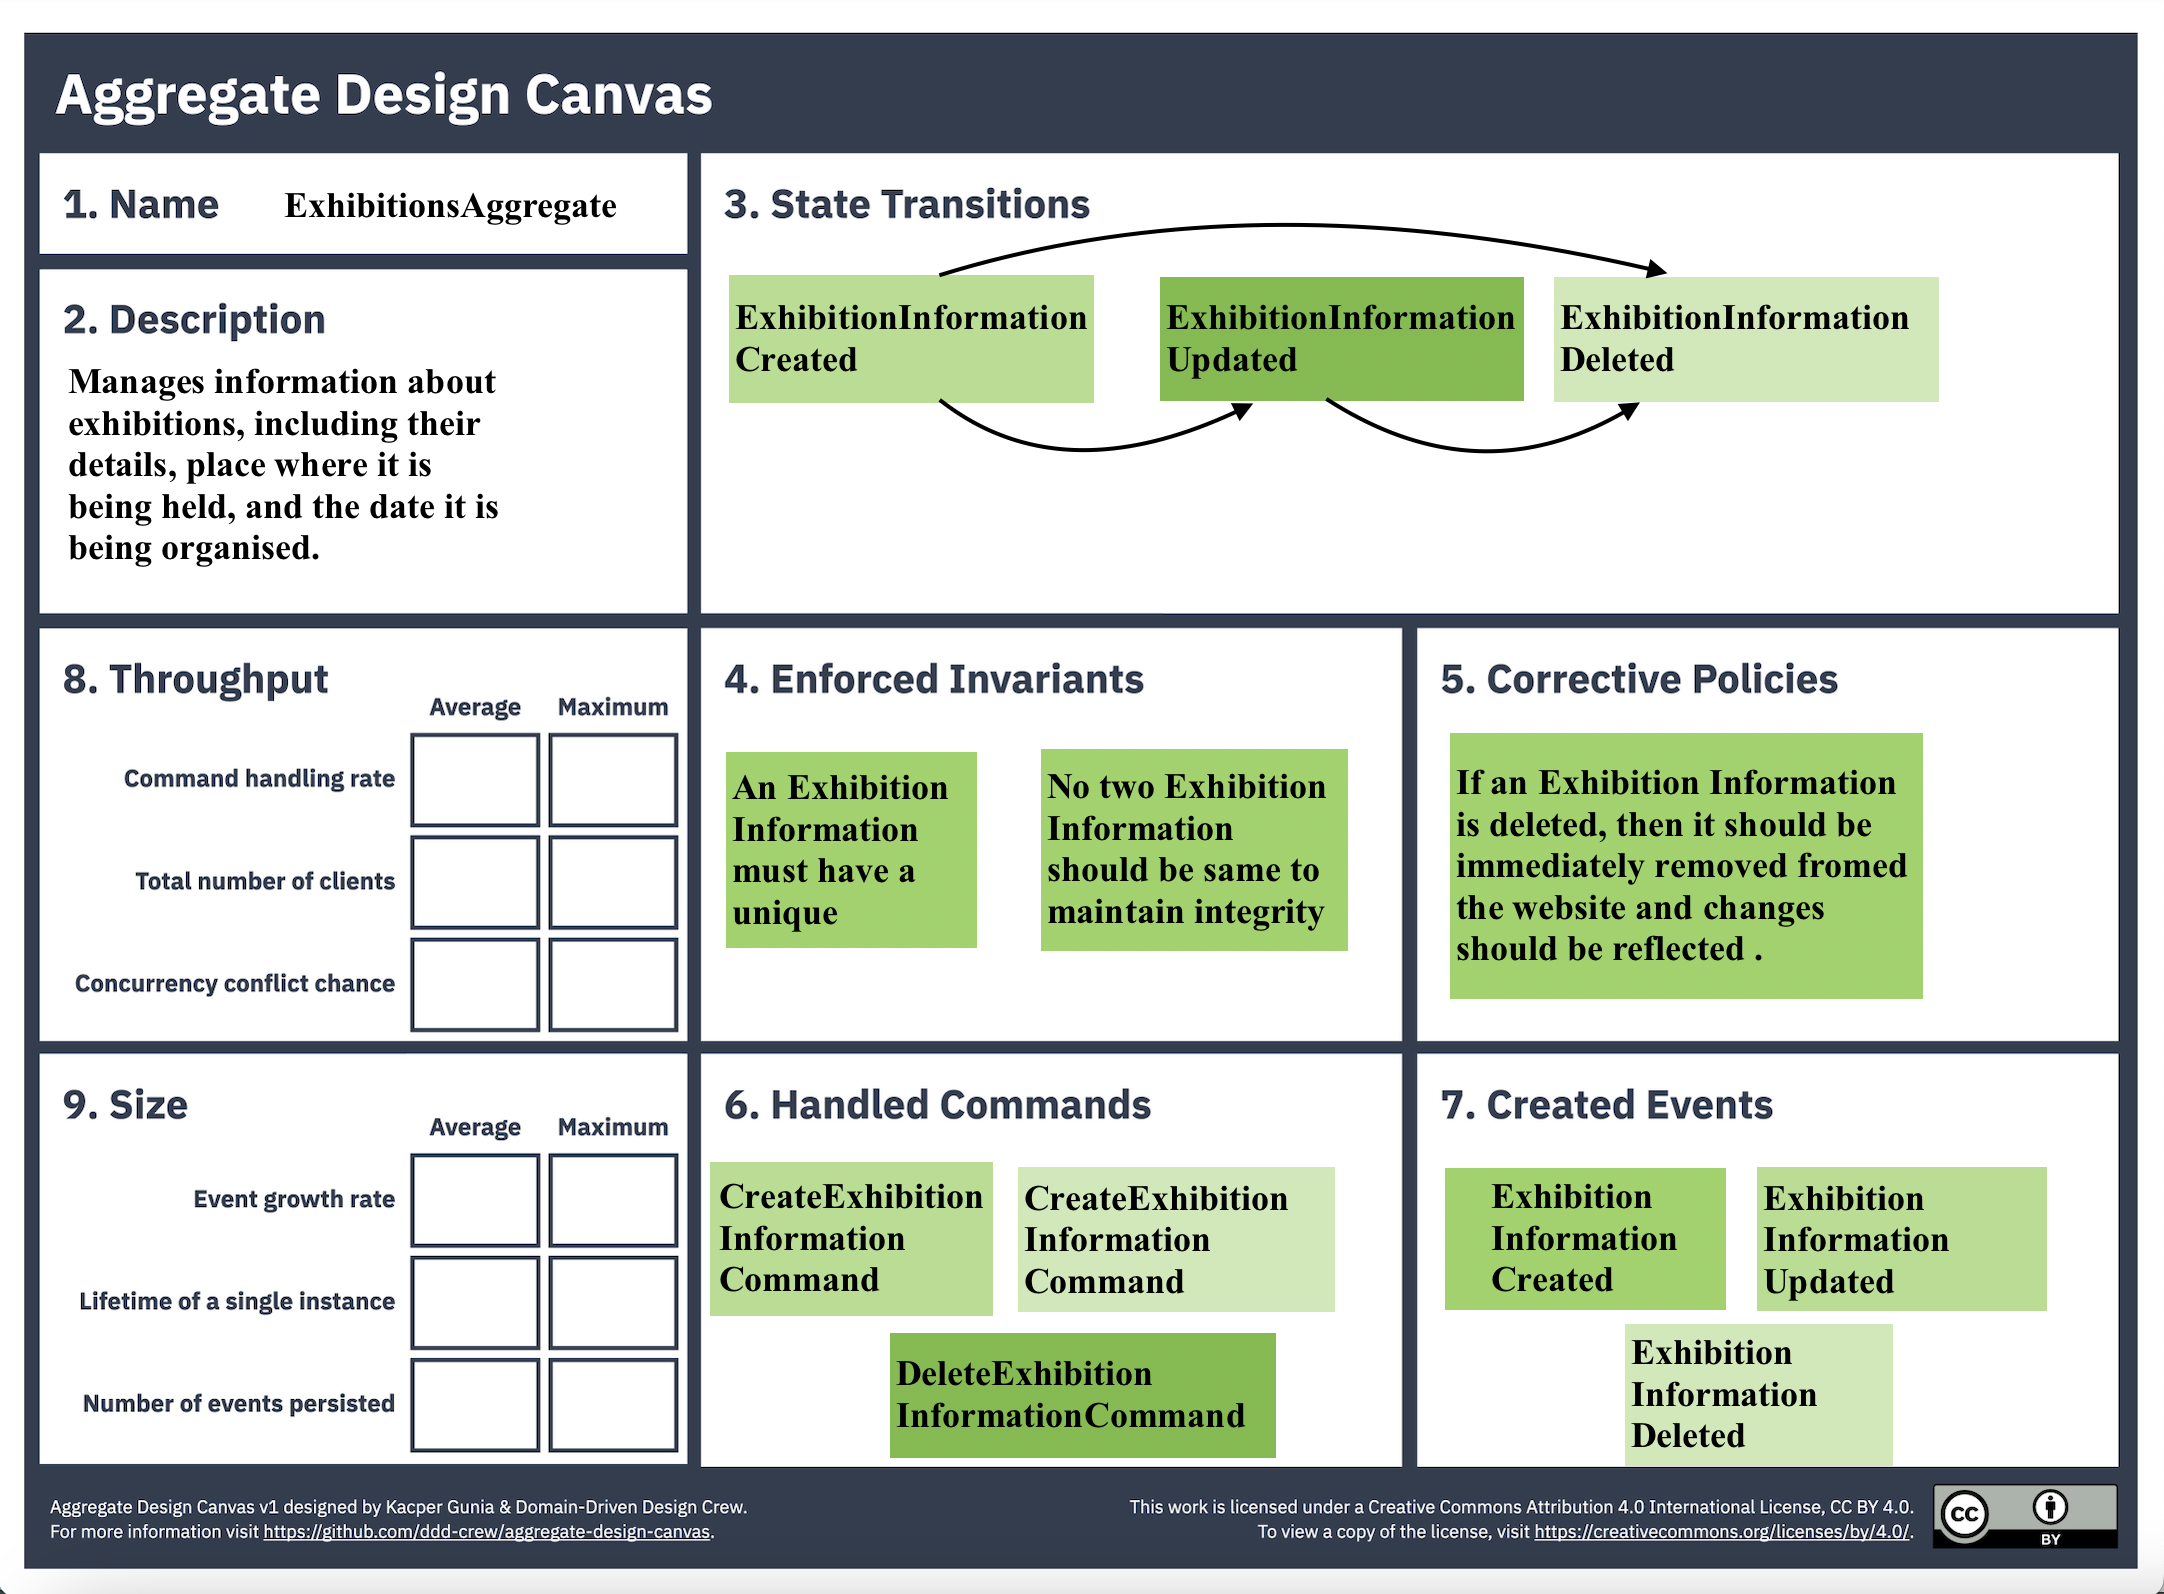 Aggregate Design Canvas
1. Name
ExhibitionsAggregate
2. Description
Manages information about
exhibitions, including their
details, place where it is
being held, and the date it is
being organised.
3. State Transitions
ExhibitionInformation
Created
ExhibitionInformation
Updated
ExhibitionInformation
Deleted
8. Throughput
Average
Maximum
Command handling rate
Total number of clients
Concurrency conflict chance
4. Enforced Invariants
An Exhibition
Information
must have a
unique
No two Exhibition
Information
should be same to
maintain integrity
5. Corrective Policies
If an Exhibition Information
is deleted, then it should be
immediately removed fromed
the website and changes
should be reflected .
9. Size
Average
Maximum
Event growth rate
Lifetime of a single instance
Number of events persisted
6. Handled Commands
CreateExhibition
Information
Command
CreateExhibition
Information
Command
DeleteExhibition
InformationCommand
7. Created Events
Exhibition
Information
Created
Exhibition
Information
Updated
Exhibition
Information
Deleted
Aggregate Design Canvas v1 designed by Kacper Gunia & Domain-Driven Design Crew.
For more information visit https://github.com/ddd-crew/aggregate-design-canvas.
This work is licensed under a Creative Commons Attribution 4.0 International License, CC BY 4.0.
To view a copy of the license, visit https://creativecommons.org/licenses/by/4.0/.
CC
BY